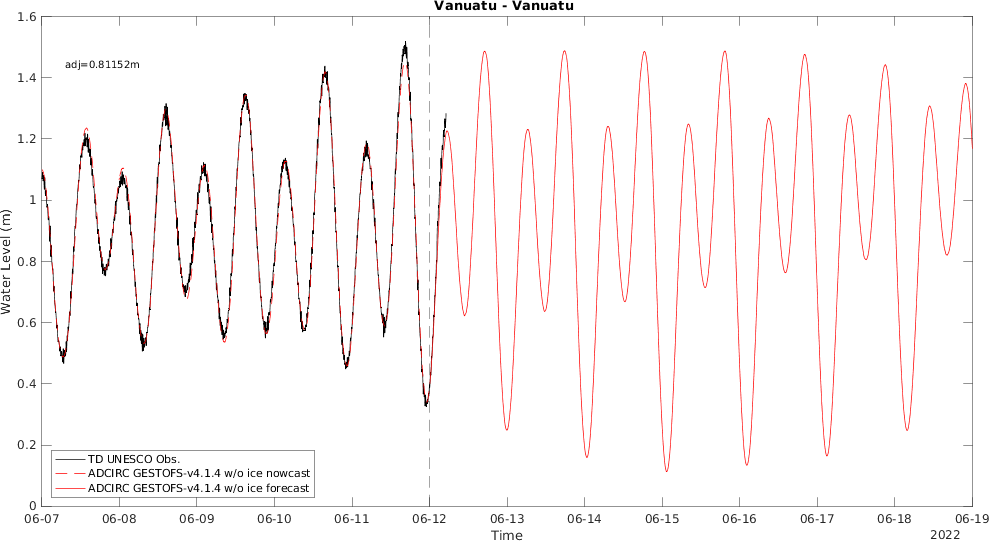 Vanuatu - Vanuatu
adj=0.81152m
Water Level (m)
1.6
1.4
1.2
1
0.8
0.6
0.4
0.2
0
TD UNESCO Obs.
ADCIRC GESTOFS-v4.1.4 w/o ice nowcast
ADCIRC GESTOFS-v4.1.4 w/o ice forecast
06-07 06-08 06-09 06-10 06-11 06-12 06-13 06-14 06-15 06-16 06-17 06-18 06-19
Time
2022